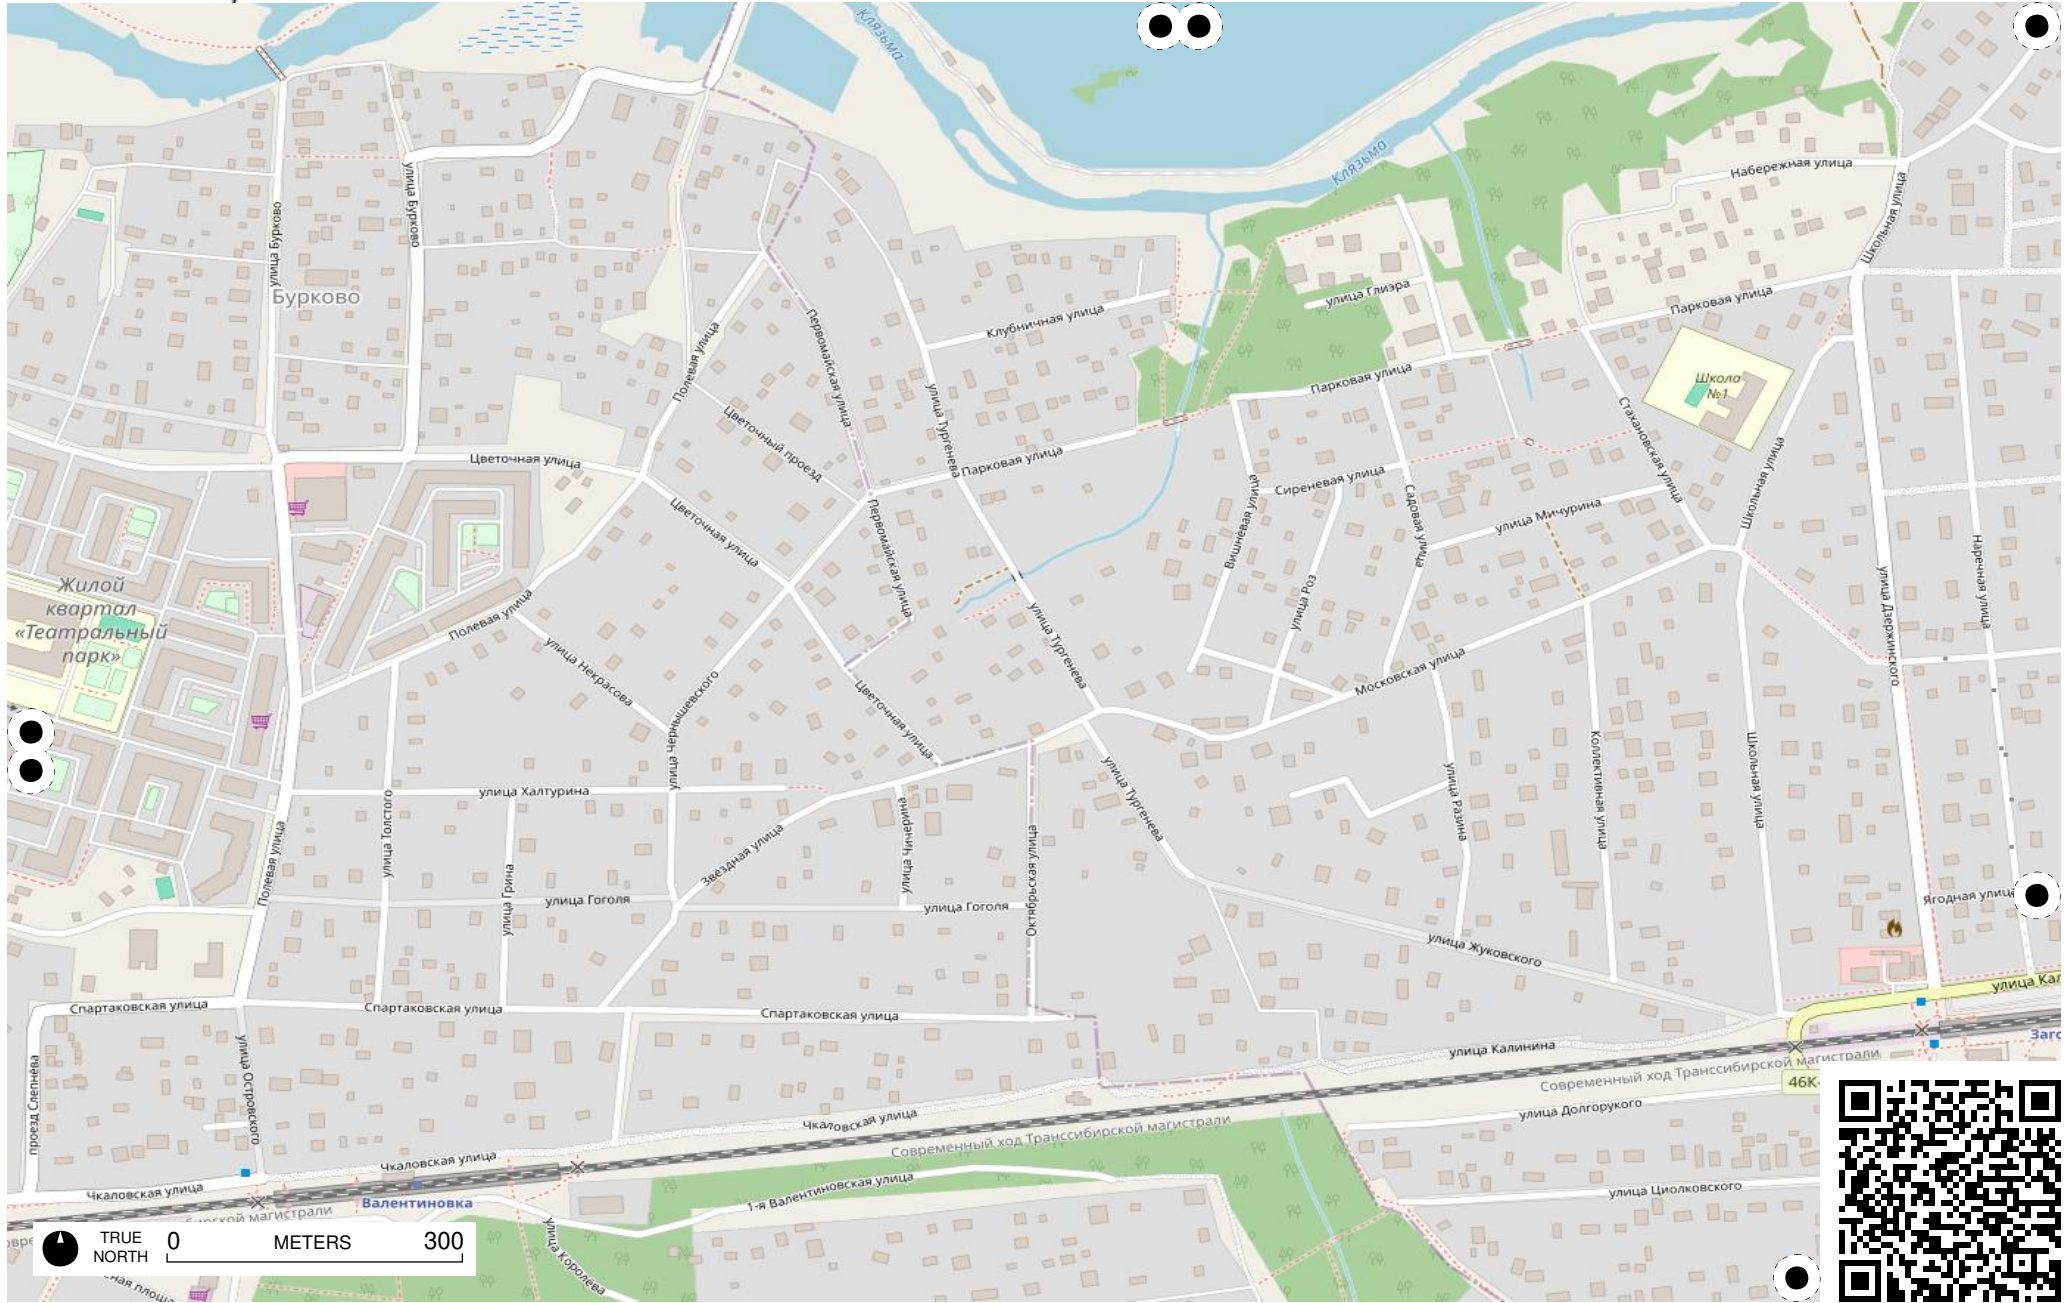 Клязьма
Клязьма
Набережная улица
Школьная улица
улица Бурково
улица Бурково
Бурково
улица Глиэра
Парковая улица
Клубничная улица
Первомайская улица
Полевая улица
Парковая улица
Школа
№1
улица Тургенева
Цветочный проезд
Стахановская улица
Школьная улица
Цветочная улица
Парковая улица
Сиреневая улица
Вишнёвая улица
Садовая улица
улица Мичурина
Цветочная улица
Первомайская улица
Наречная улица
улица Дзержинского
Жилой
квартал
«Театральный
парк»
Полевая улица
улица Роз
улица Тургенева
улица Некрасова
Московская улица
улица Чернышевского
Цветочная улица
Коллективная улица
Школьная улица
улица Тургенева
улица Разина
улица Халтурина
улица Толстого
Звездная улица
улица Чичерина
Октябрьская улица
Полевая улица
улица Грина
улица Гоголя
улица Гоголя
Ягодная улица
улица Жуковского
улица Кал
Спартаковская улица
Спартаковская улица
Спартаковская улица
улица Островского
проезд Слепнёва
улица Калинина
Заго
Современный ход Транссибирской магистрали
46К-
улица Долгорукого
Чкаловская улица
Современный ход Транссибирской магистрали
Чкаловская улица
Чкаловская улица
Валентиновка
1-я Валентиновская улица
улица Циолковского
бирской магистрали
улица Королёва
TRUE
NORTH
0 METERS 300